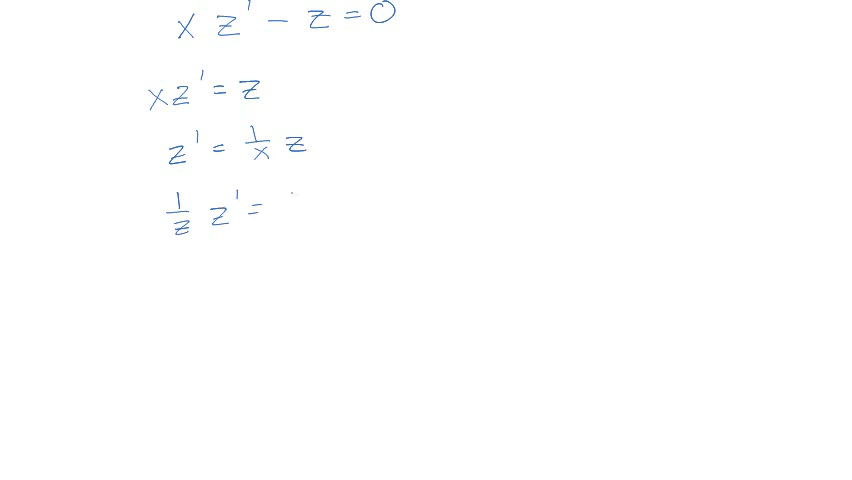 x z' - z = 0
xz' = z
z' = 1/x z
1/z z' =